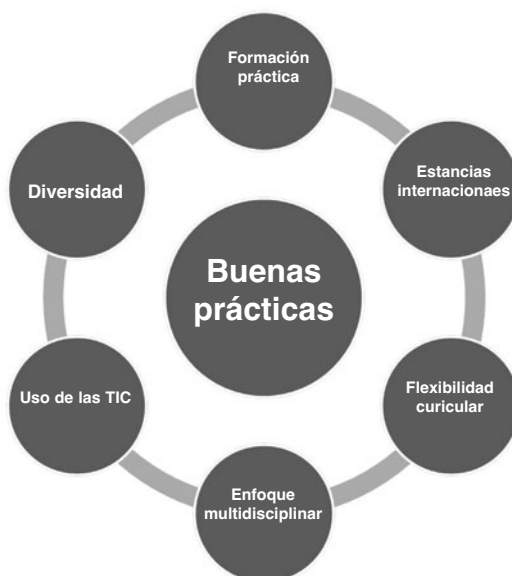 Formación
práctica
Estancias
internacionaes
Diversidad
Buenas
prácticas
Uso de las TIC
Flexibilidad
curicular
Enfoque
multidisciplinar